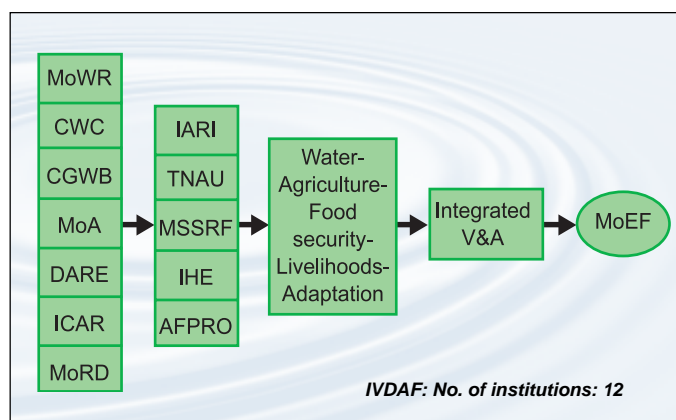 MoWR
CWC
CGWB
MoA
DARE
ICAR
MoRD
IARI
TNAU
MSSRF
IHE
AFPRO
Water-
Agriculture-
Food
security-
Livelihoods-
Adaptation
Integrated
V&A
MoEF
IVDAF: No. of institutions: 12